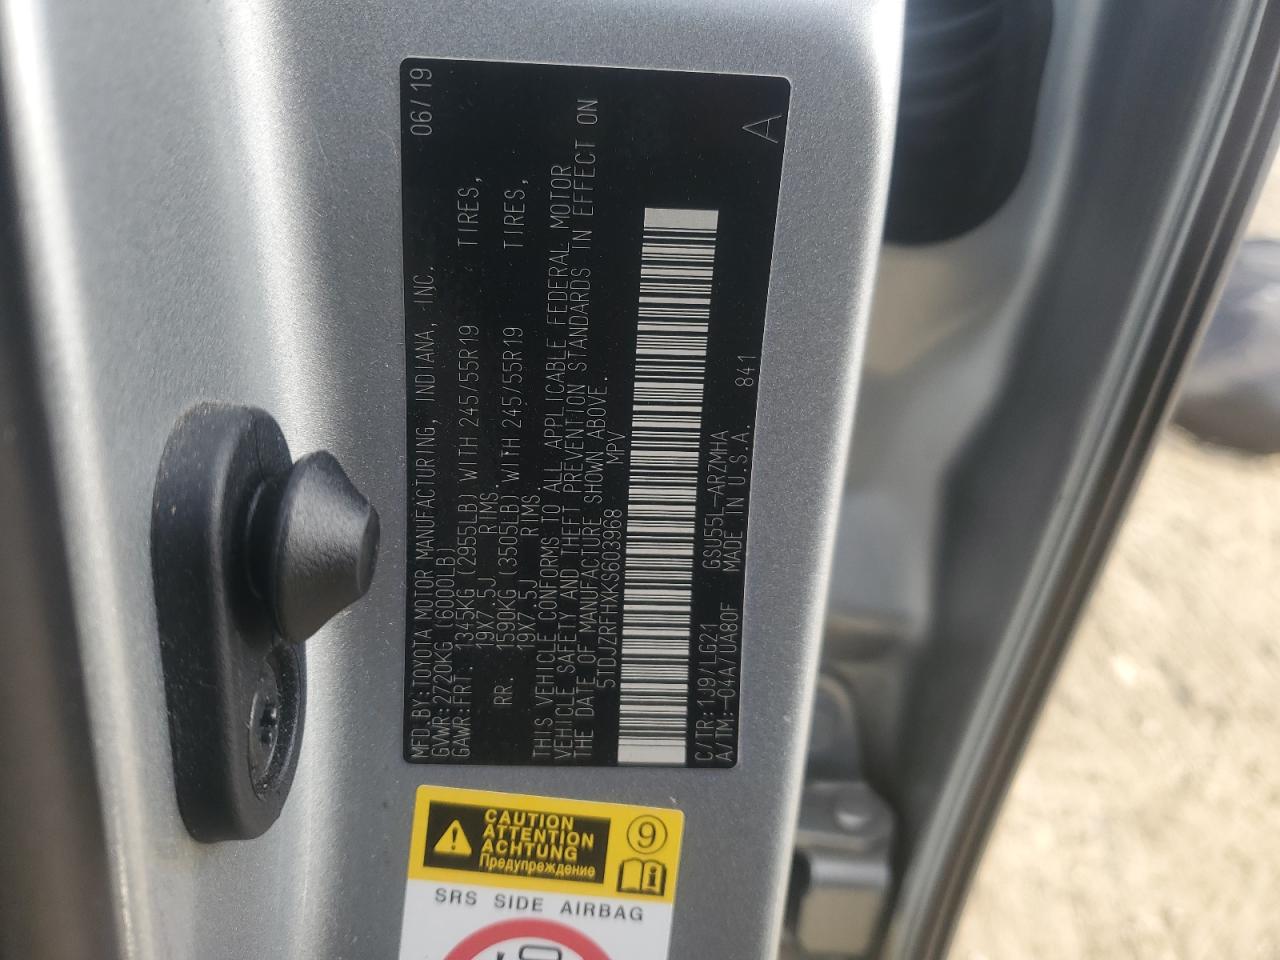 MFD.BY:TOYOTA MOTOR MANUFACTURING, INDIANA, INC. 06/19
GVWR:2720KG (6000LB)
GAWR:FRT. 1345KG (2955LB) WITH 245/55R19 TIRES,
19X7.5J RIMS.
RR. 1590KG (3505LB) WITH 245/55R19 TIRES,
19X7.5J RIMS.
THIS VEHICLE CONFORMS TO ALL APPLICABLE FEDERAL MOTOR
VEHICLE SAFETY AND THEFT PREVENTION STANDARDS IN EFFECT ON
THE DATE OF MANUFACTURE SHOWN ABOVE.
5TDJZRFHXKS603968 MPV
C/TR:1J9/LG21 GSU55L-ARZMHA 841
A/TM:-04A/UA80F MADE IN U.S.A.
A
CAUTION
ATTENTION
ACHTUNG
Предупреждение
9
i
SRS SIDE AIRBAG